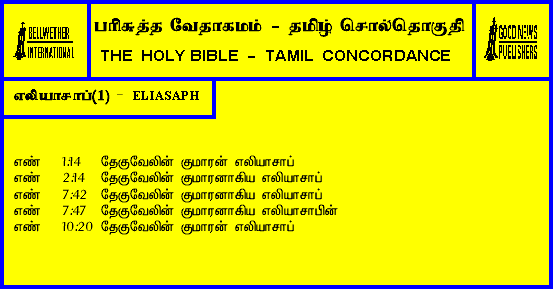 BELLWETHER
INTERNATIONAL
பரிசுத்த வேதாகமம் - தமிழ் சொல்தொகுதி
THE HOLY BIBLE - TAMIL CONCORDANCE
GOOD NEWS
PUBLISHERS
எலியாசாப்(1) - ELIASAPH
எண் 1:14 தேகுவேலின் குமாரன் எலியாசாப்
எண் 2:14 தேகுவேலின் குமாரனாகிய எலியாசாப்
எண் 7:42 தேகுவேலின் குமாரனாகிய எலியாசாப்
எண் 7:47 தேகுவேலின் குமாரனாகிய எலியாசாபின்
எண் 10:20 தேகுவேலின் குமாரன் எலியாசாப்